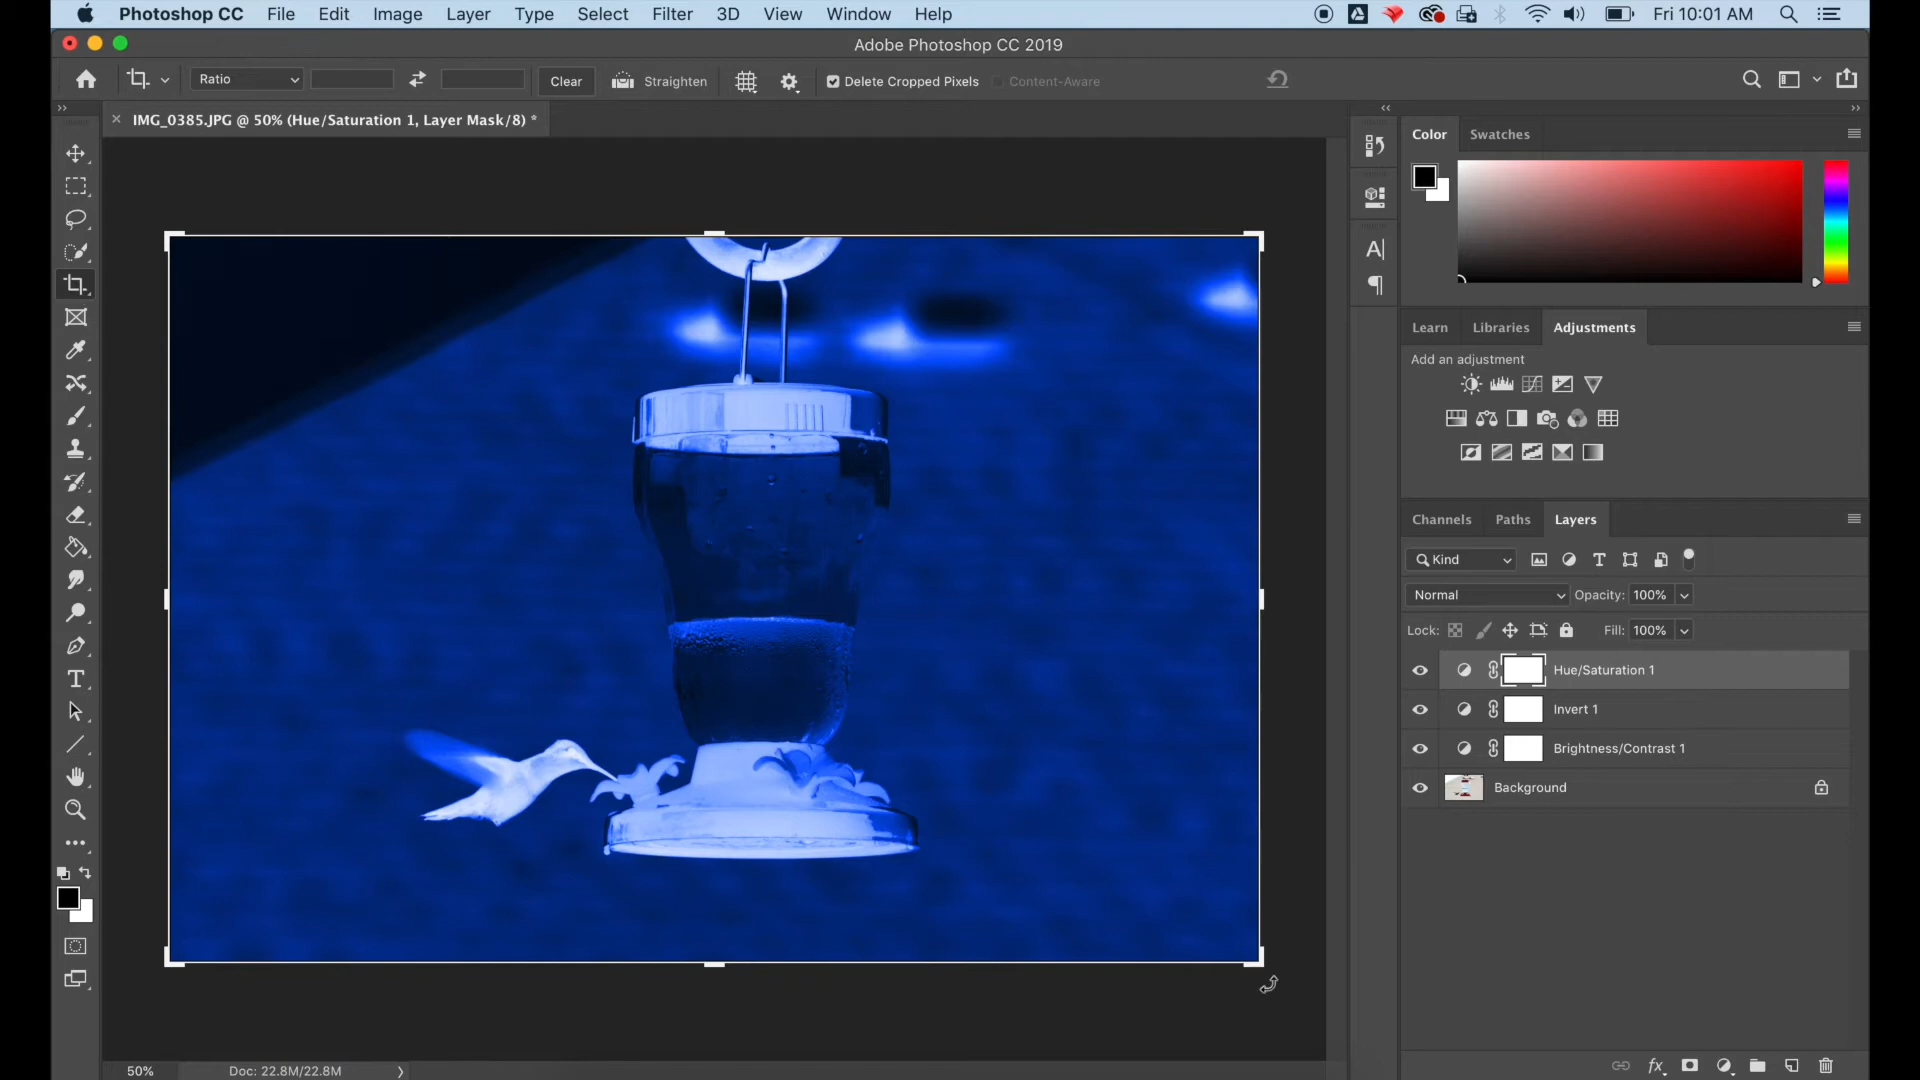 Photoshop CC File Edit Image Layer Type Select Filter 3D View Window Help Fri 10:01 AM
Adobe Photoshop CC 2019
Ratio Clear Straighten Delete Cropped Pixels Content-Aware
IMG_0385.JPG @ 50% (Hue/Saturation 1, Layer Mask/8) *
Color Swatches
Learn Libraries Adjustments
Add an adjustment
Channels Paths Layers
Kind
Normal Opacity: 100%
Lock: Fill: 100%
Hue/Saturation 1
Invert 1
Brightness/Contrast 1
Background
50% Doc: 22.8M/22.8M